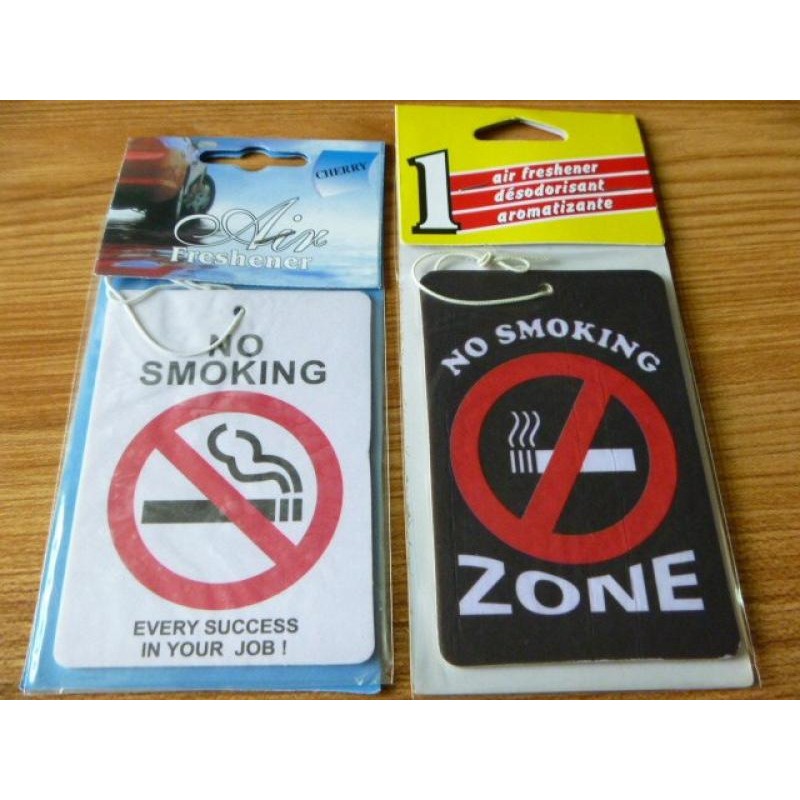 CHERRY
Air
Freshener
NO
SMOKING
EVERY SUCCESS
IN YOUR JOB !
1
air freshener
désodorisant
aromatizante
NO SMOKING
ZONE